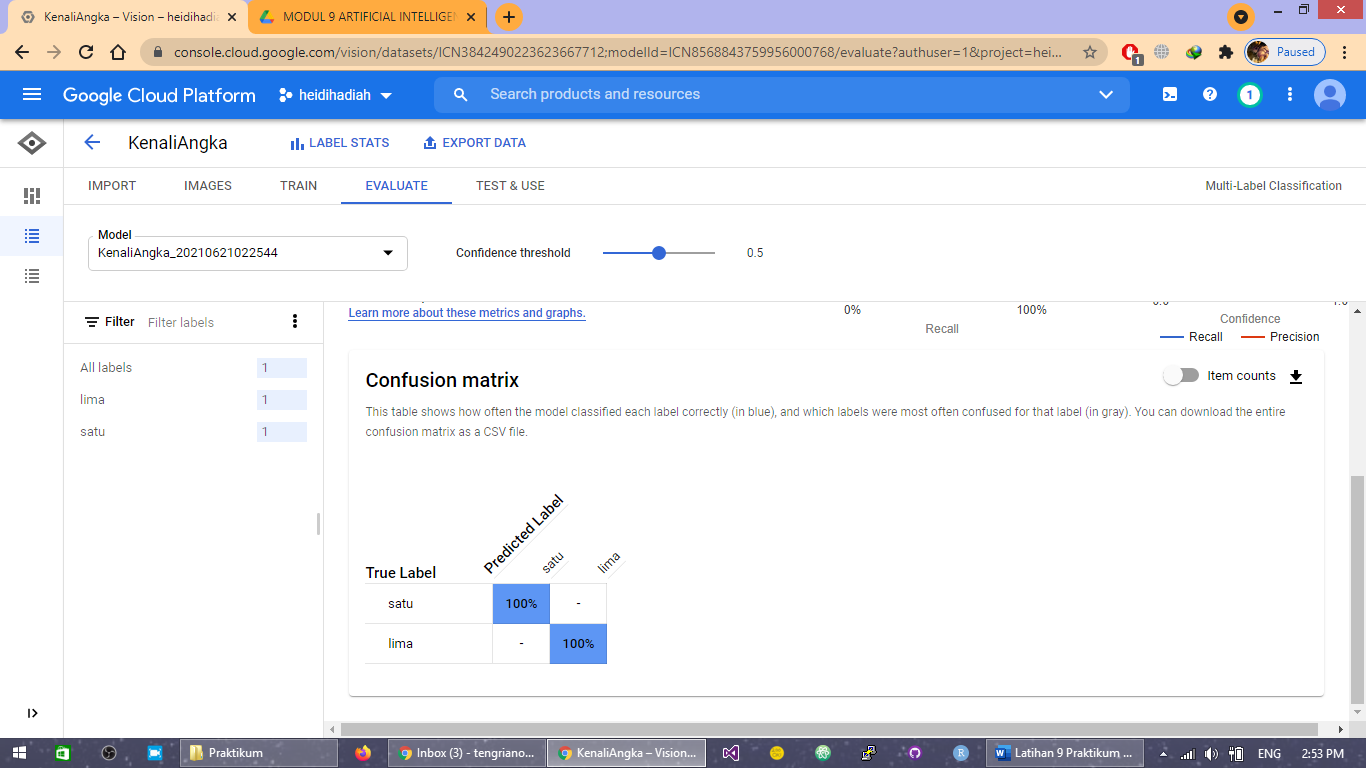 KenaliAngka – Vision – heidihadia
MODUL 9 ARTIFICIAL INTELLIGEN
console.cloud.google.com/vision/datasets/ICN3842490223623667712;modelId=ICN8568843759956000768/evaluate?authuser=1&project=hei...
1
Paused
Google Cloud Platform
heidihadiah
Search products and resources
1
KenaliAngka
LABEL STATS
EXPORT DATA
IMPORT
IMAGES
TRAIN
EVALUATE
TEST & USE
Multi-Label Classification
Model
KenaliAngka_20210621022544
Confidence threshold
0.5
Filter
Filter labels
All labels 1
lima 1
satu 1
Learn more about these metrics and graphs.
0%
100%
Recall
Confidence
Recall
Precision
Confusion matrix
Item counts
This table shows how often the model classified each label correctly (in blue), and which labels were most often confused for that label (in gray). You can download the entire
confusion matrix as a CSV file.
True Label
Predicted Label
satu
lima
satu 100% -
lima - 100%
Praktikum
Inbox (3) - tengriano...
KenaliAngka – Vision...
R
Latihan 9 Praktikum ...
ENG
2:53 PM